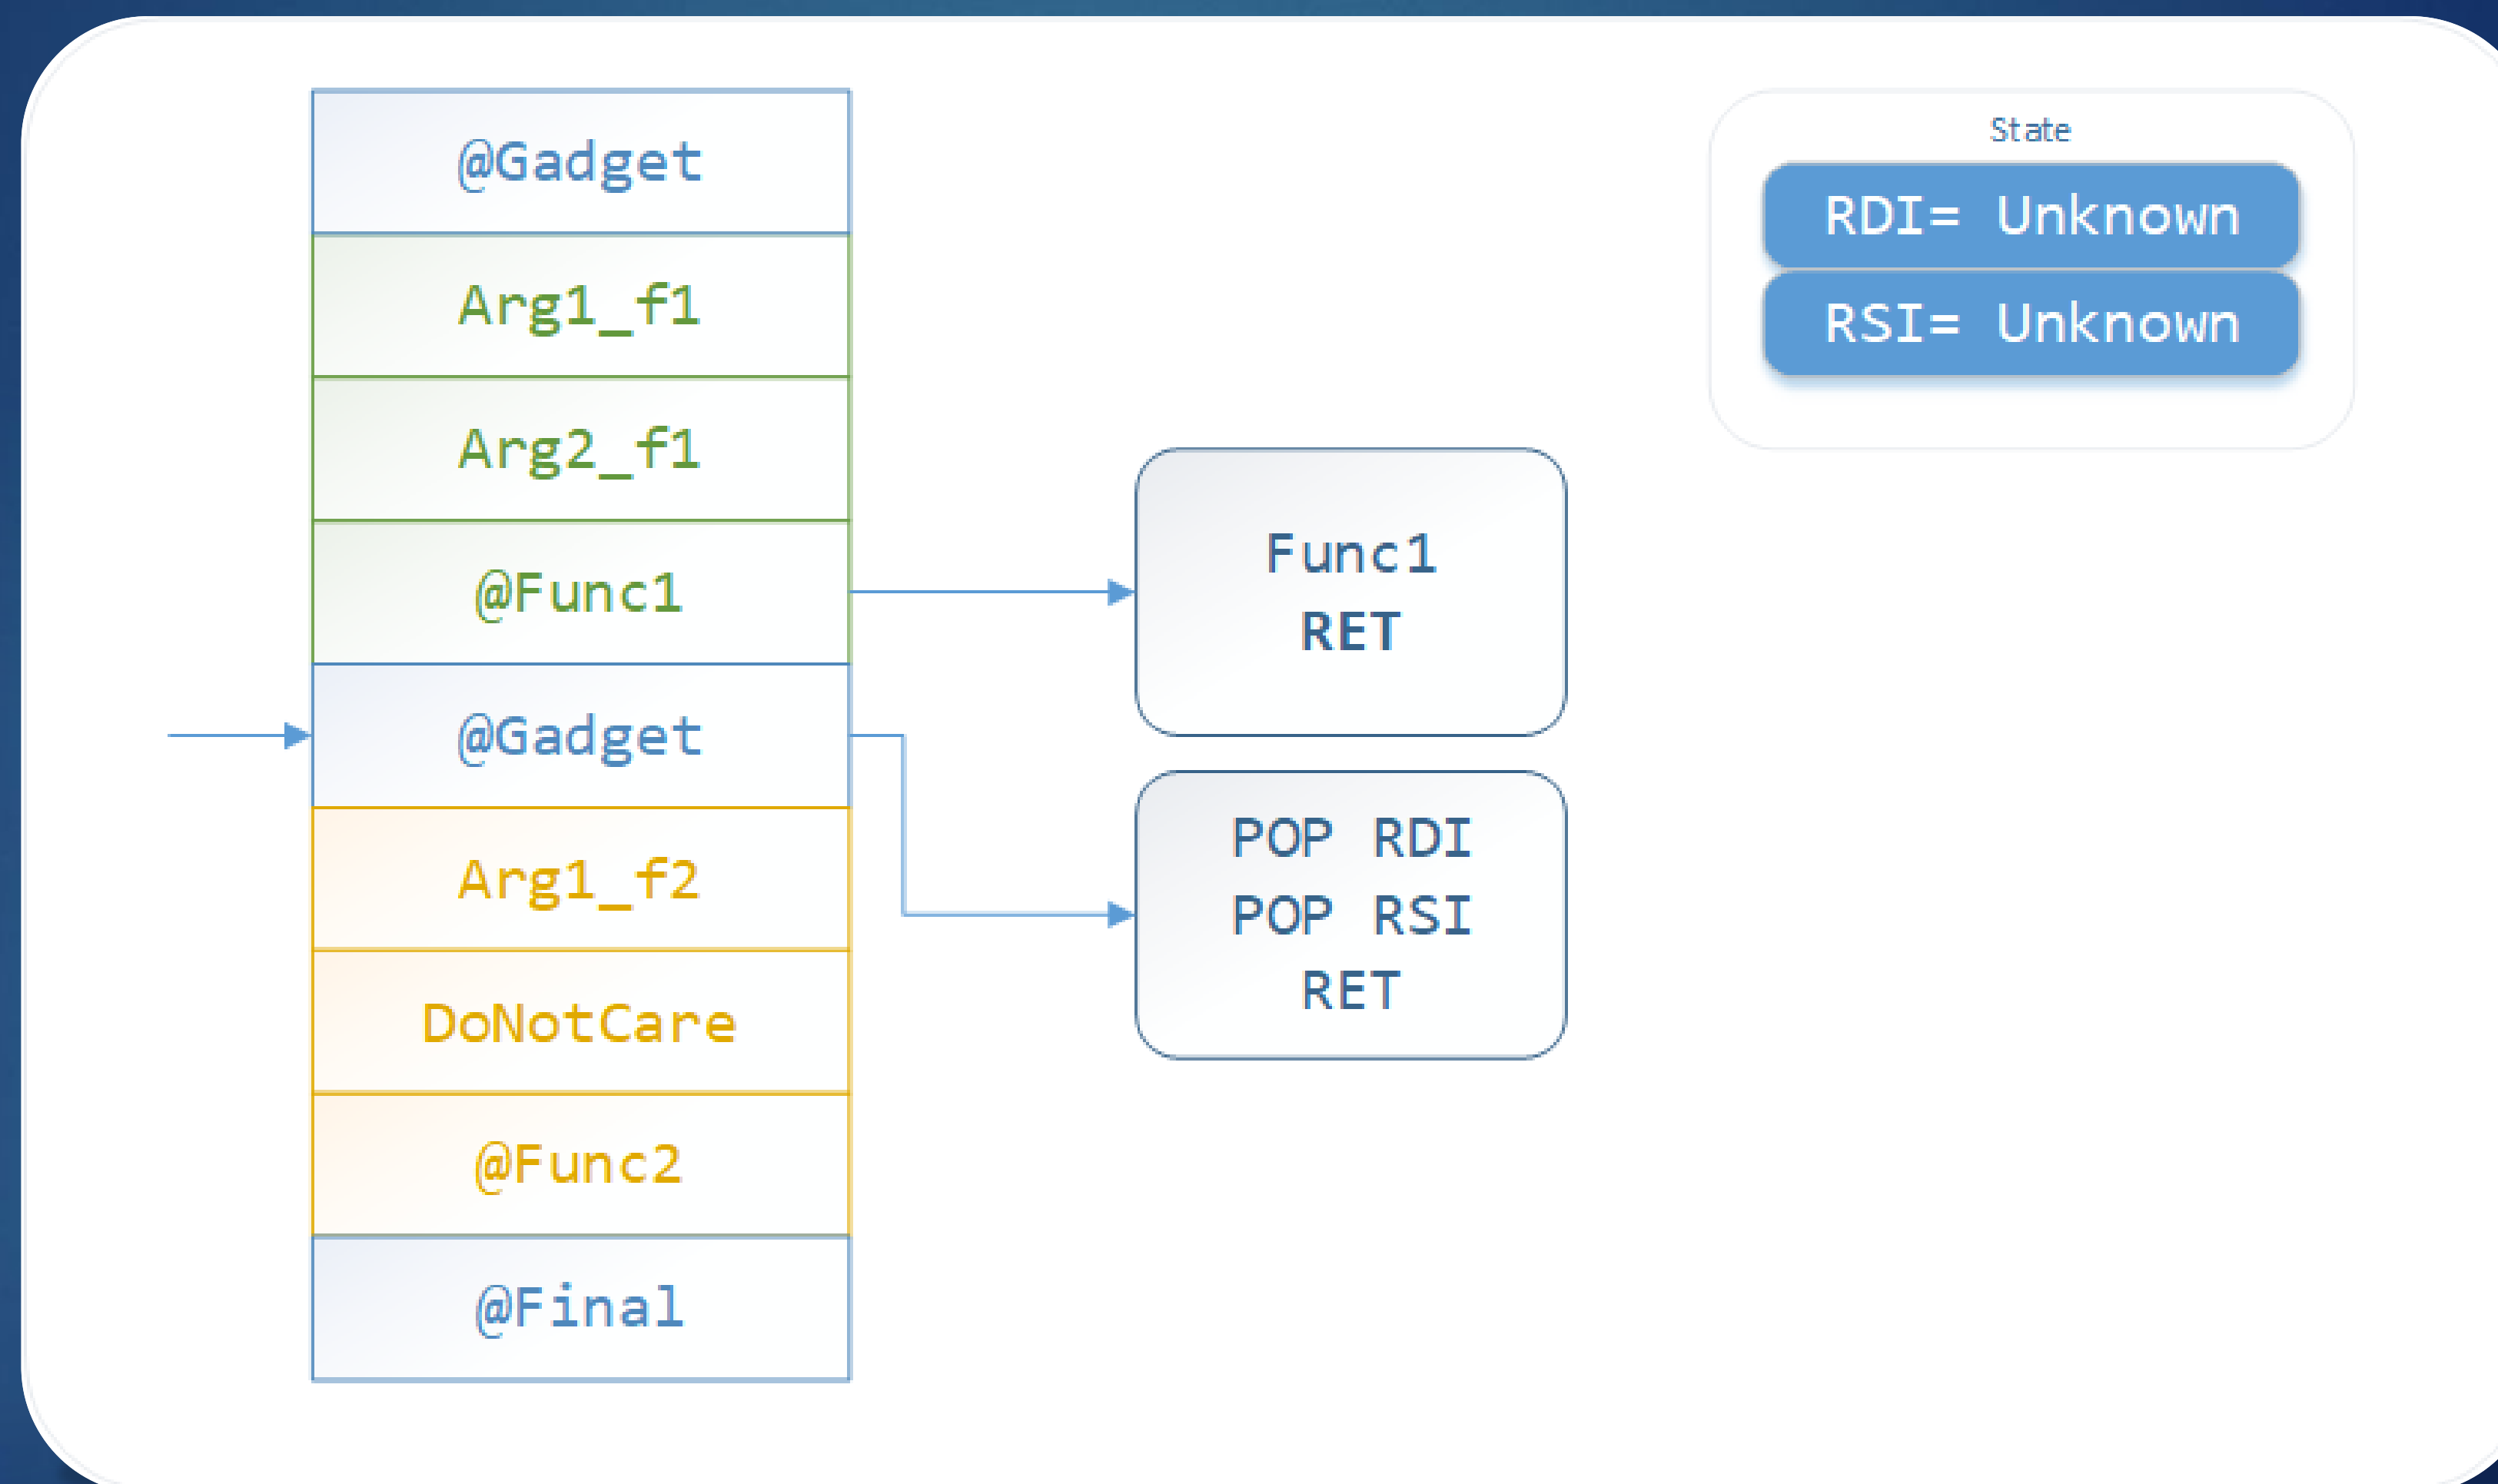 @Gadget
Arg1_f1
Arg2_f1
@Func1
@Gadget
Arg1_f2
DoNotCare
@Func2
@Final
Func1
RET
POP RDI
POP RSI
RET
State
RDI= Unknown
RSI= Unknown